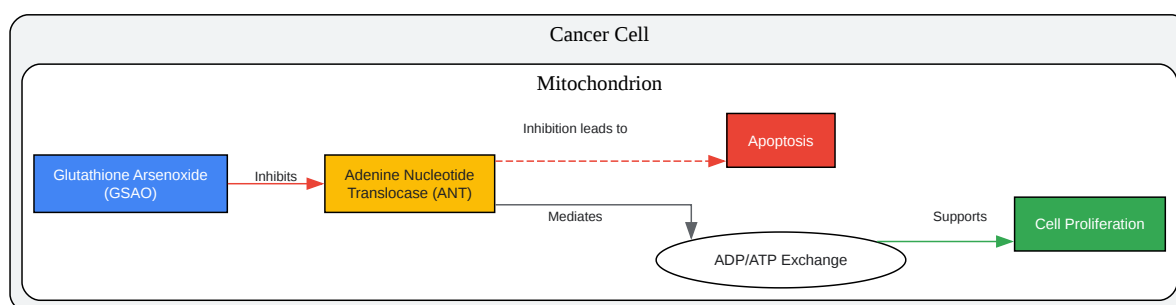 Cancer Cell
Mitochondrion
Inhibition leads to
Apoptosis
Glutathione Arsenoxide
(GSAO)
Inhibits
Adenine Nucleotide
Translocase (ANT)
Mediates
Supports
Cell Proliferation
ADP/ATP Exchange